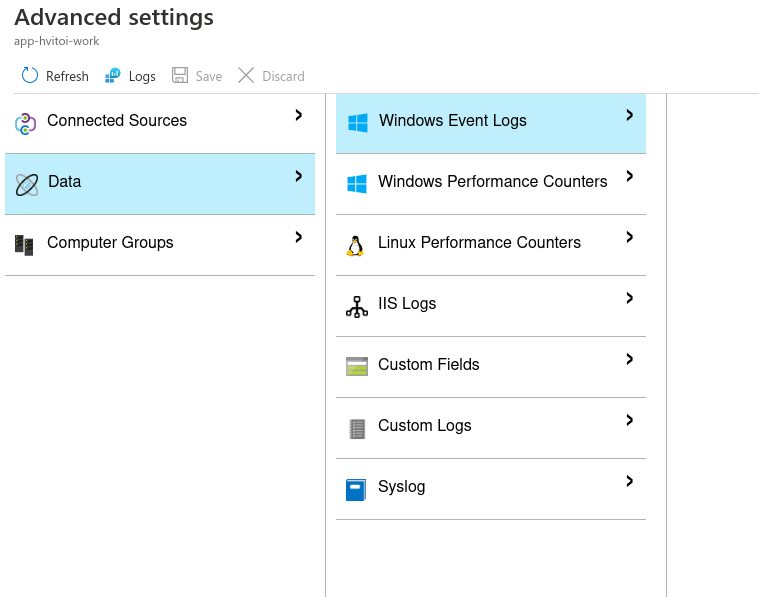 Advanced settings
app-hvitoi-work
Refresh Logs Save Discard
Connected Sources
Data
Computer Groups
Windows Event Logs
Windows Performance Counters
Linux Performance Counters
IIS Logs
Custom Fields
Custom Logs
Syslog